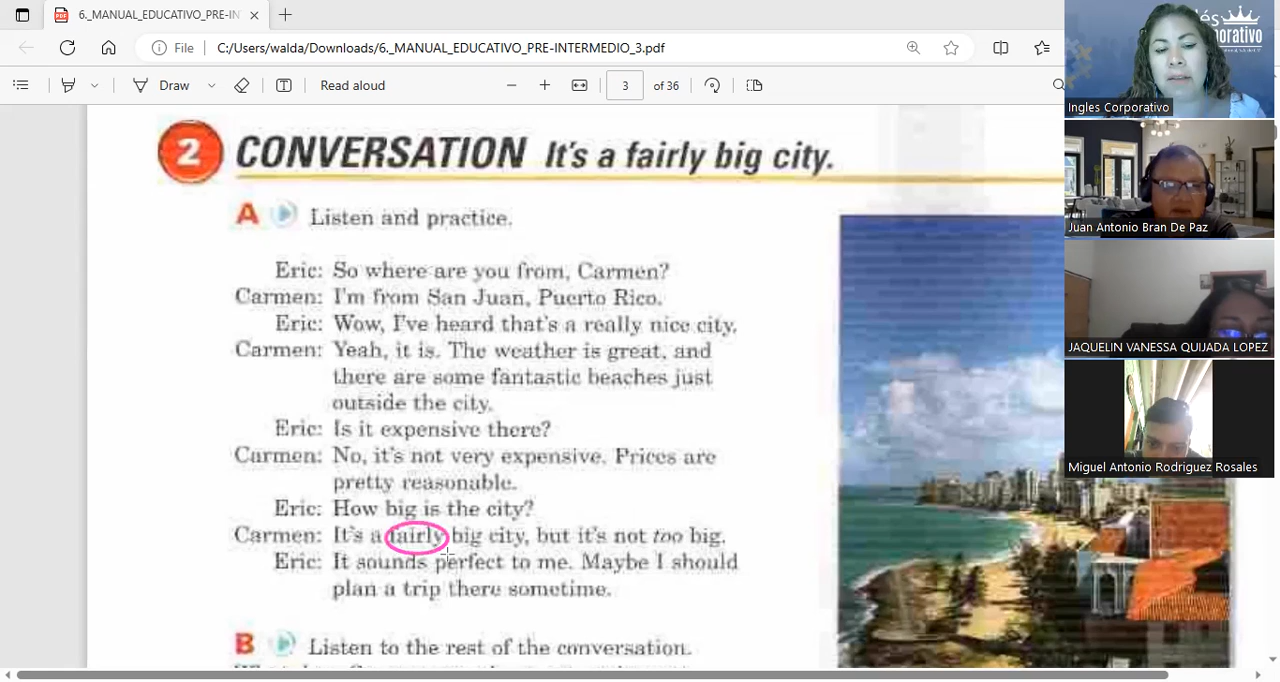 6._MANUAL_EDUCATIVO_PRE-INT
File
C:/Users/walda/Downloads/6._MANUAL_EDUCATIVO_PRE-INTERMEDIO_3.pdf
Draw
Read aloud
3
of 36
2 CONVERSATION It's a fairly big city.
A Listen and practice.
Eric: So where are you from, Carmen?
Carmen: I'm from San Juan, Puerto Rico.
Eric: Wow, I've heard that's a really nice city.
Carmen: Yeah, it is. The weather is great, and
there are some fantastic beaches just
outside the city.
Eric: Is it expensive there?
Carmen: No, it's not very expensive. Prices are
pretty reasonable.
Eric: How big is the city?
Carmen: It's a fairly big city, but it's not too big.
Eric: It sounds perfect to me. Maybe I should
plan a trip there sometime.
B Listen to the rest of the conversation.
Ingles Corporativo
Juan Antonio Bran De Paz
JAQUELIN VANESSA QUIJADA LOPEZ
Miguel Antonio Rodriguez Rosales